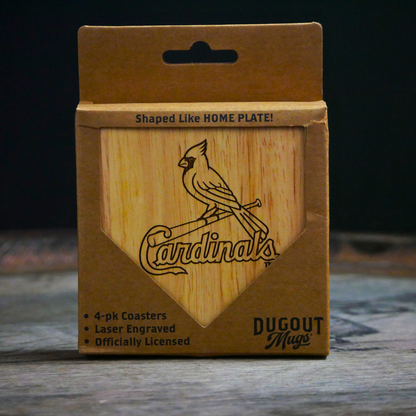 Shaped Like HOME PLATE!
Cardinals
• 4-pk Coasters
• Laser Engraved
• Officially Licensed
DUGOUT
Mugs